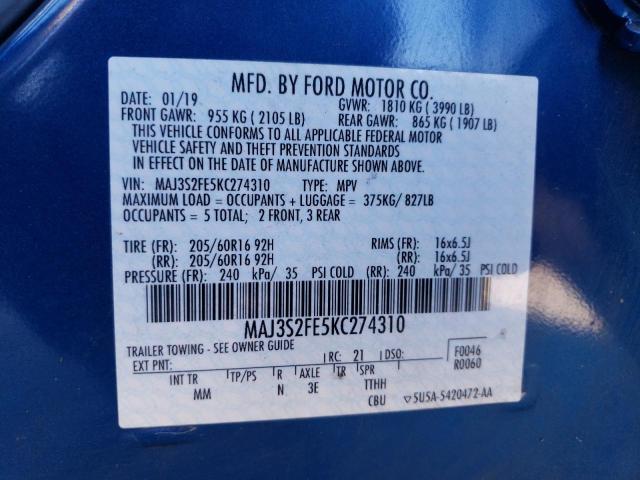 MFD. BY FORD MOTOR CO.
DATE: 01/19 GVWR: 1810 KG ( 3990 LB)
FRONT GAWR: 955 KG ( 2105 LB) REAR GAWR: 865 KG ( 1907 LB)
THIS VEHICLE CONFORMS TO ALL APPLICABLE FEDERAL MOTOR
VEHICLE SAFETY AND THEFT PREVENTION STANDARDS
IN EFFECT ON THE DATE OF MANUFACTURE SHOWN ABOVE.
VIN: MAJ3S2FE5KC274310 TYPE: MPV
MAXIMUM LOAD = OCCUPANTS + LUGGAGE = 375KG/ 827LB
OCCUPANTS = 5 TOTAL; 2 FRONT, 3 REAR
TIRE (FR): 205/60R16 92H RIMS (FR): 16x6.5J
(RR): 205/60R16 92H (RR): 16x6.5J
PRESSURE (FR): 240 kPa/ 35 PSI COLD (RR): 240 kPa/ 35 PSI COLD
MAJ3S2FE5KC274310
TRAILER TOWING - SEE OWNER GUIDE
EXT PNT: RC: 21 DSO: F0046
R0060
INT TR TP/PS R AXLE TR SPR
MM N 3E TTHH
CBU ▽5U5A-5420472-AA